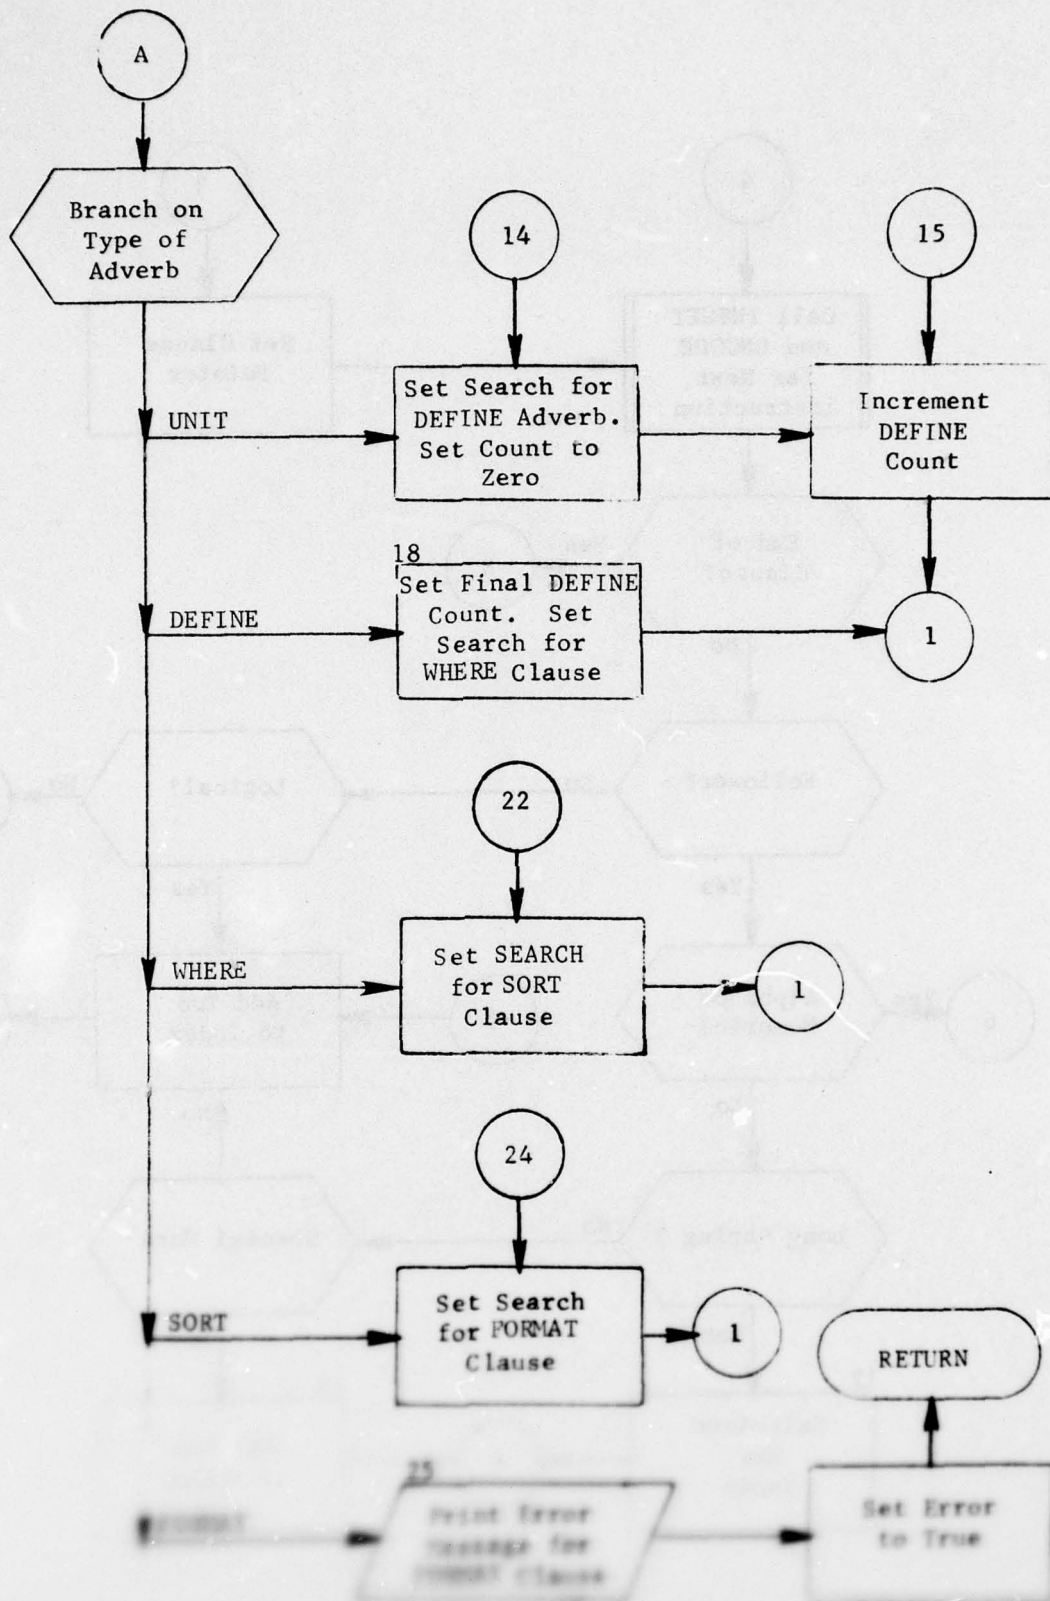 A
Branch on
Type of
Adverb
14
15
UNIT
Set Search for
DEFINE Adverb.
Set Count to
Zero
Increment
DEFINE
Count
DEFINE
18
Set Final DEFINE
Count. Set
Search for
WHERE Clause
1
22
WHERE
Set SEARCH
for SORT
Clause
1
24
SORT
Set Search
for FORMAT
Clause
1
RETURN
FORMAT
25
Print Error
Message for
FORMAT Clause
Set Error
to True